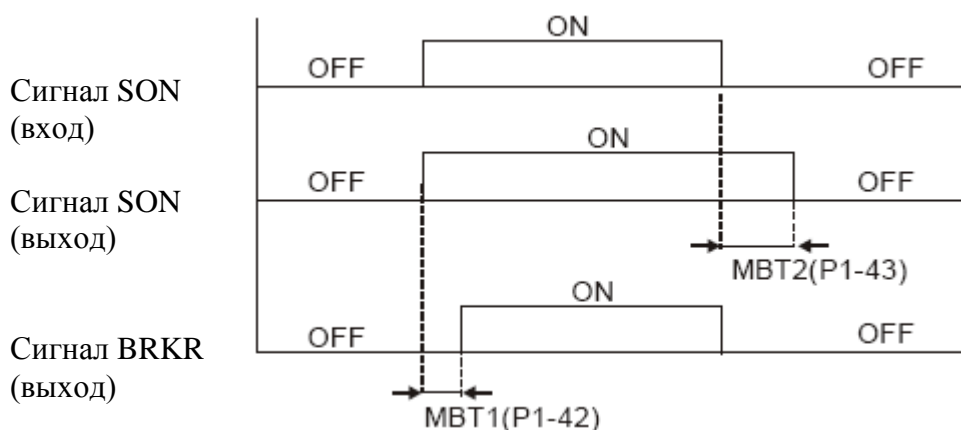 ON
OFF
OFF
Сигнал SON
(вход)
ON
OFF
OFF
Сигнал SON
(выход)
MBT2(P1-43)
ON
OFF
OFF
Сигнал BRKR
(выход)
MBT1(P1-42)